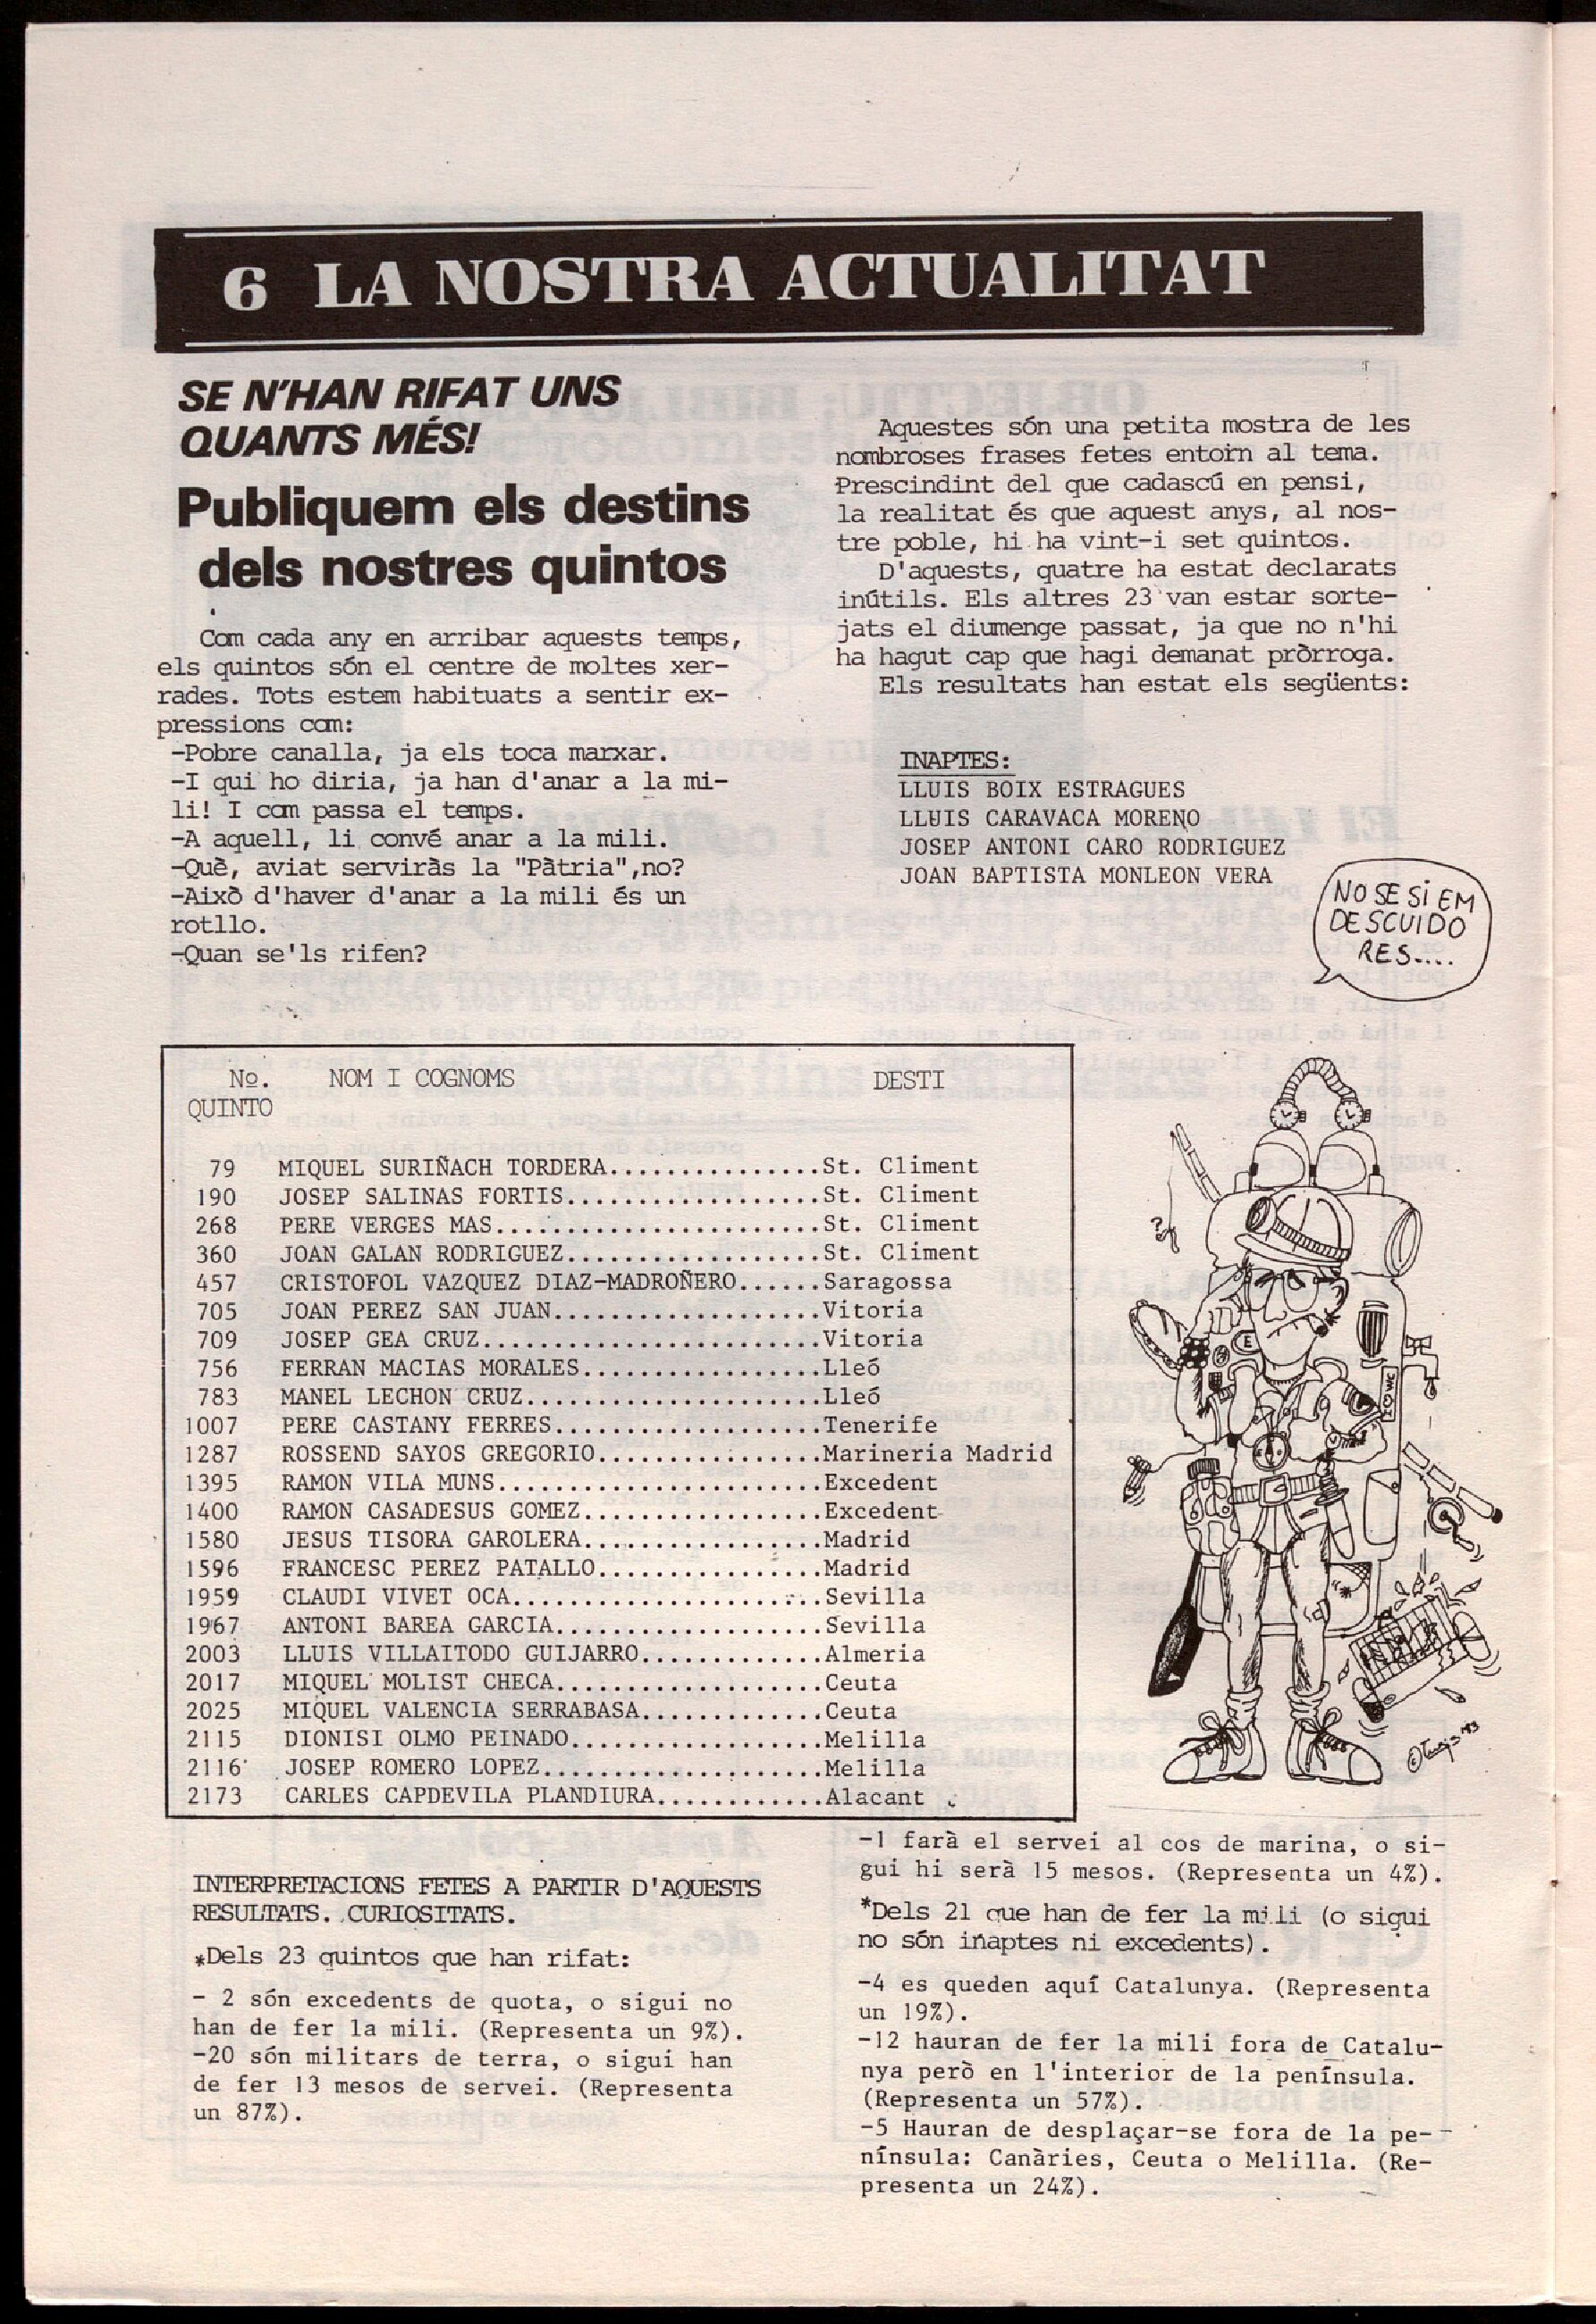 6 LA NOSTRA ACTUALITAT
SE N'HAN RIFAT UNS
QUANTS MÉS!
Publiquem els destins
dels nostres quintos
Com cada any en arribar aquests temps,
els quintos són el centre de moltes xer-
rades. Tots estem habituats a sentir ex-
pressions com:
-Pobre canalla, ja els toca marxar.
-I qui ho diria, ja han d'anar a la mi-
li! I com passa el temps.
-A aquell, li convé anar a la mili.
-Què, aviat serviràs la "Pàtria",no?
-Això d'haver d'anar a la mili és un
rotllo.
-Quan se'ls rifen?
Aquestes són una petita mostra de les
nombroses frases fetes entorn al tema.
Prescindint del que cadascú en pensi,
la realitat és que aquest anys, al nos-
tre poble, hi ha vint-i set quintos.
D'aquests, quatre ha estat declarats
inútils. Els altres 23 van estar sorte-
jats el diumenge passat, ja que no n'hi
ha hagut cap que hagi demanat pròrroga.
Els resultats han estat els següents:
INAPTES:
LLUIS BOIX ESTRAGUES
LLUIS CARAVACA MORENO
JOSEP ANTONI CARO RODRIGUEZ
JOAN BAPTISTA MONLEON VERA
NO SE SI EM
DESCUIDO
RES....
Nº. NOM I COGNOMS DESTI
QUINTO
79 MIQUEL SURIÑACH TORDERA...............St. Climent
190 JOSEP SALINAS FORTIS..................St. Climent
268 PERE VERGES MAS.......................St. Climent
360 JOAN GALAN RODRIGUEZ..................St. Climent
457 CRISTOFOL VAZQUEZ DIAZ-MADROÑERO......Saragossa
705 JOAN PEREZ SAN JUAN...................Vitoria
709 JOSEP GEA CRUZ........................Vitoria
756 FERRAN MACIAS MORALES.................Lleó
783 MANEL LECHON CRUZ.....................Lleó
1007 PERE CASTANY FERRES...................Tenerife
1287 ROSSEND SAYOS GREGORIO................Marineria Madrid
1395 RAMON VILA MUNS.......................Excedent
1400 RAMON CASADESUS GOMEZ.................Excedent
1580 JESUS TISORA GAROLERA.................Madrid
1596 FRANCESC PEREZ PATALLO................Madrid
1959 CLAUDI VIVET OCA......................Sevilla
1967 ANTONI BAREA GARCIA...................Sevilla
2003 LLUIS VILLAITODO GUIJARRO.............Almeria
2017 MIQUEL MOLIST CHECA...................Ceuta
2025 MIQUEL VALENCIA SERRABASA.............Ceuta
2115 DIONISI OLMO PEINADO..................Melilla
2116 JOSEP ROMERO LOPEZ....................Melilla
2173 CARLES CAPDEVILA PLANDIURA............Alacant
INTERPRETACIONS FETES A PARTIR D'AQUESTS
RESULTATS. CURIOSITATS.
*Dels 23 quintos que han rifat:
- 2 són excedents de quota, o sigui no
han de fer la mili. (Representa un 9%).
-20 són militars de terra, o sigui han
de fer 13 mesos de servei. (Representa
un 87%).
-1 farà el servei al cos de marina, o si-
gui hi serà 15 mesos. (Representa un 4%).
*Dels 21 que han de fer la mili (o sigui
no són inaptes ni excedents).
-4 es queden aquí Catalunya. (Representa
un 19%).
-12 hauran de fer la mili fora de Catalu-
nya però en l'interior de la península.
(Representa un 57%).
-5 Hauran de desplaçar-se fora de la pe-
nínsula: Canàries, Ceuta o Melilla. (Re-
presenta un 24%).